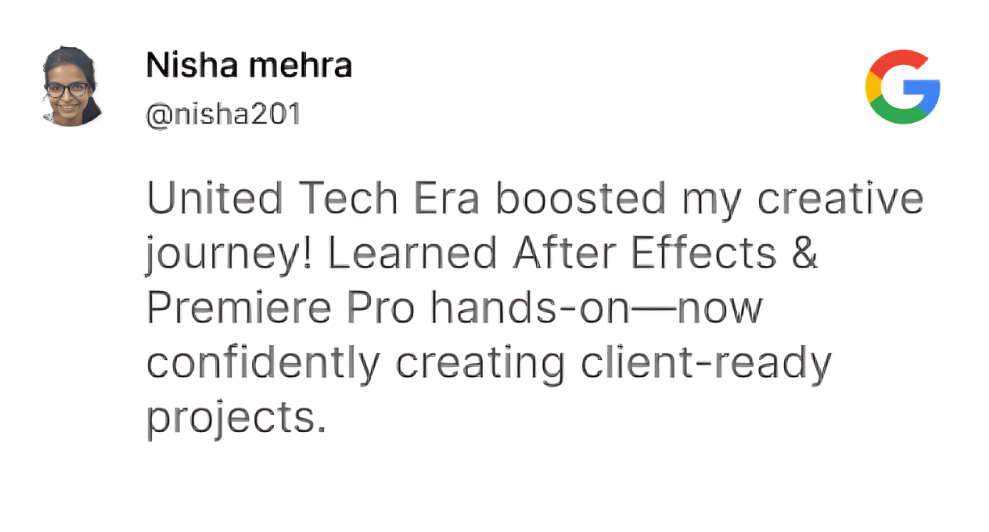 Nisha mehra
@nisha201
United Tech Era boosted my creative
journey! Learned After Effects &
Premiere Pro hands-on—now
confidently creating client-ready
projects.